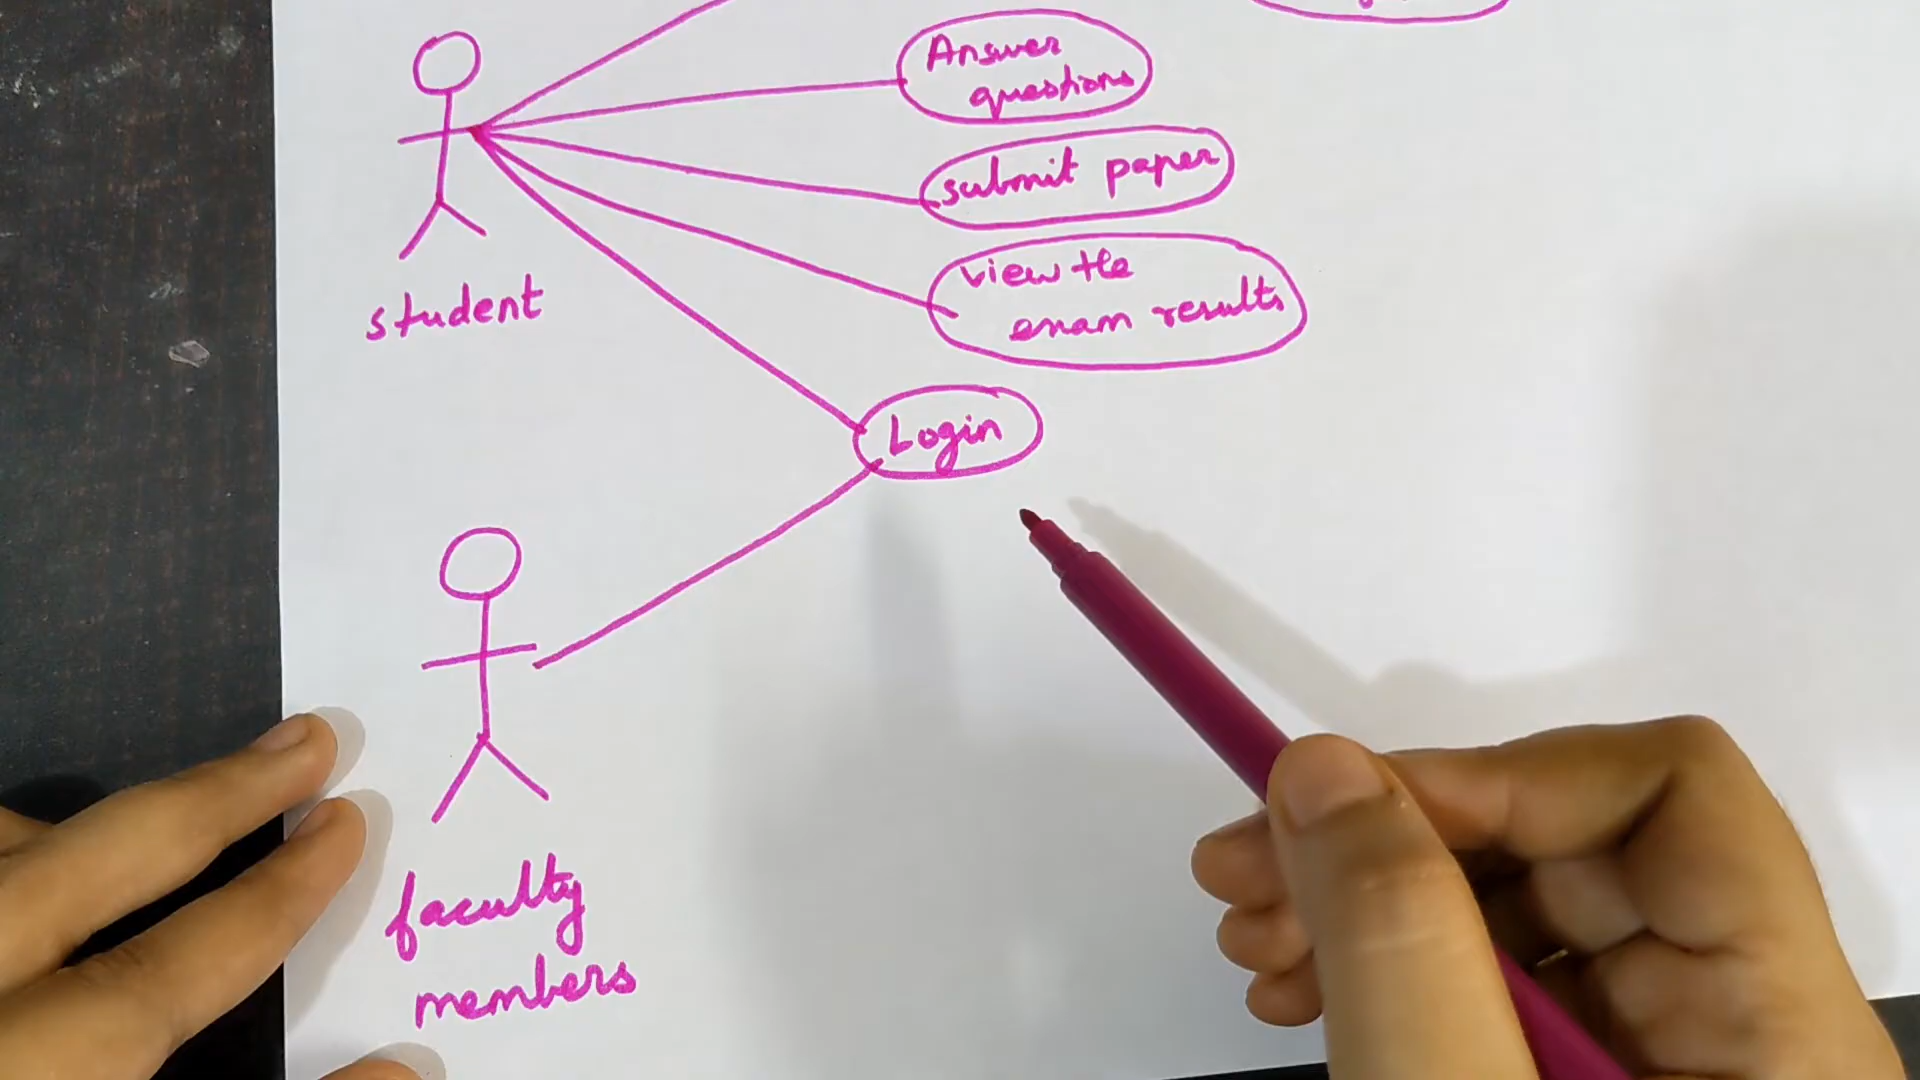 Answer
questions
submit paper
view the
exam results
student
Login
faculty
members